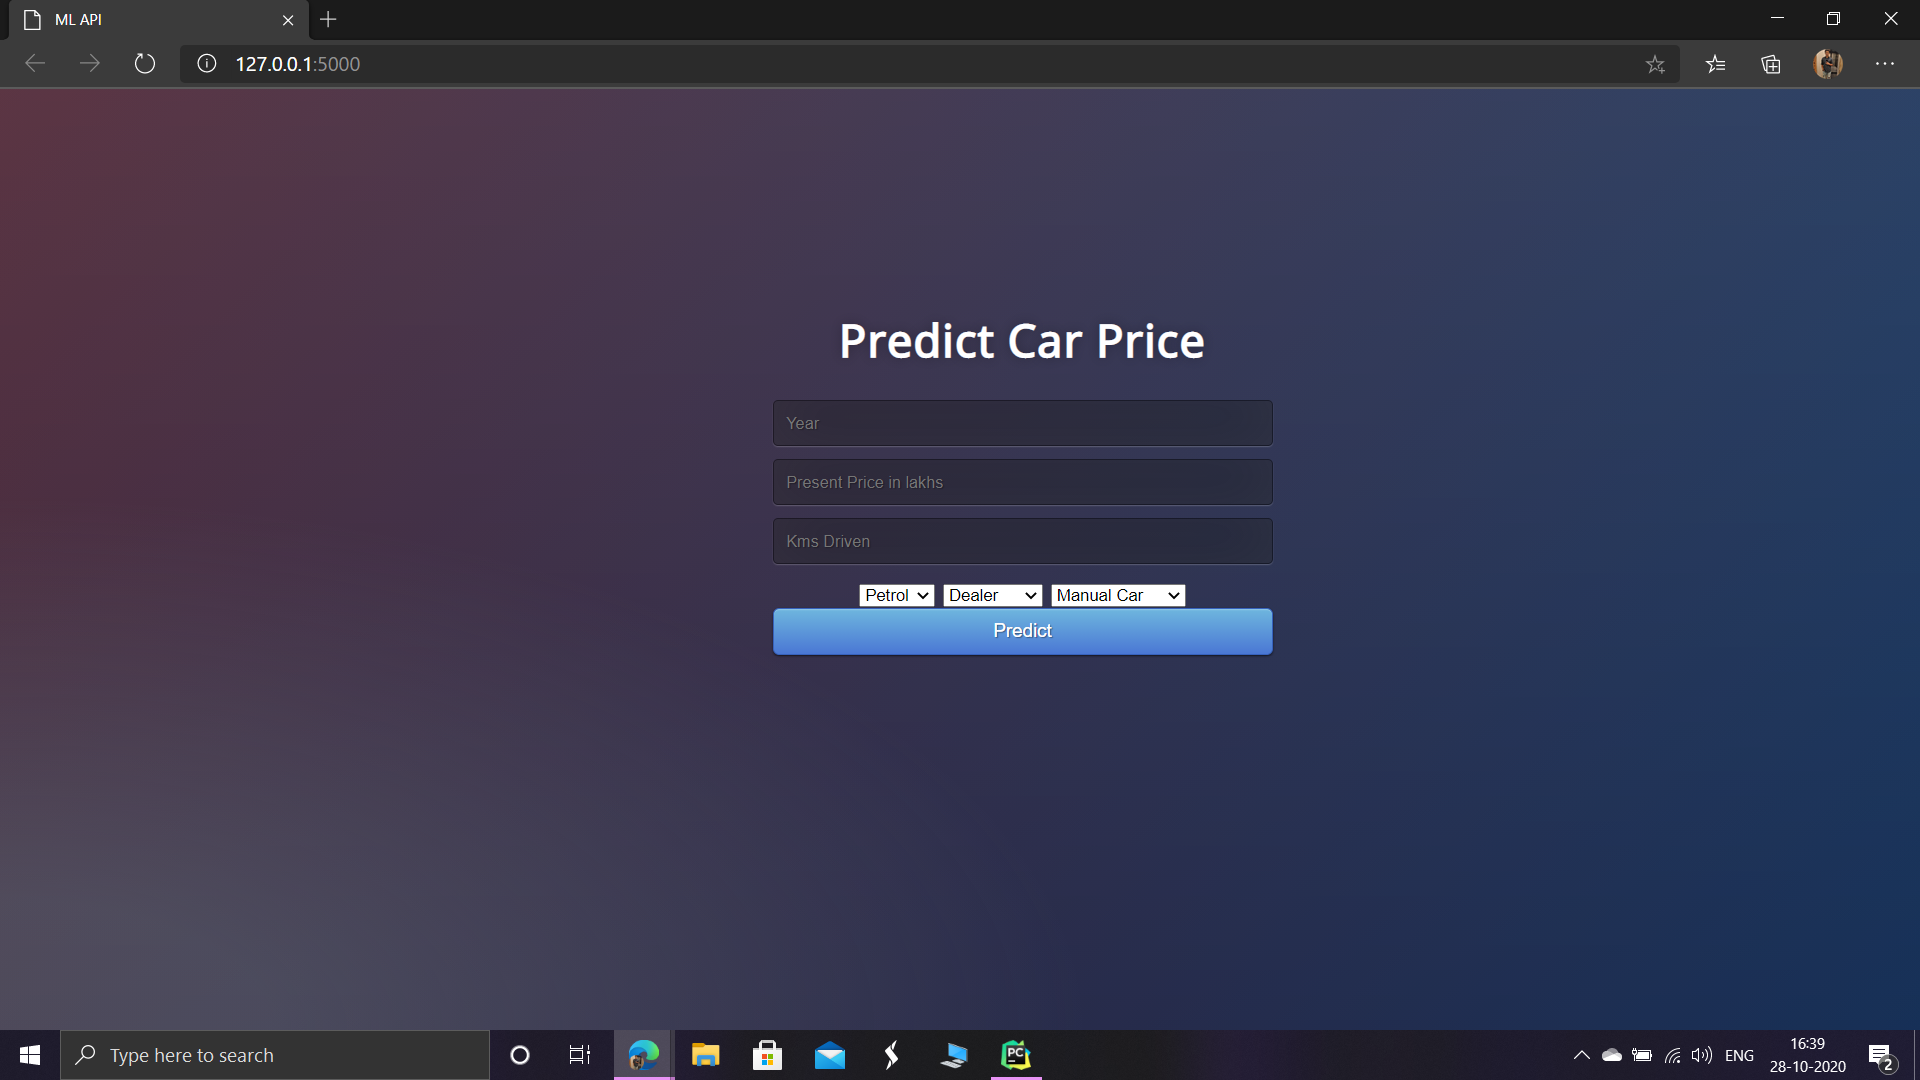 ML API
127.0.0.1:5000
Predict Car Price
Year
Present Price in lakhs
Kms Driven
Petrol Dealer Manual Car
Predict
Type here to search
PC
ENG
16:39
28-10-2020
2